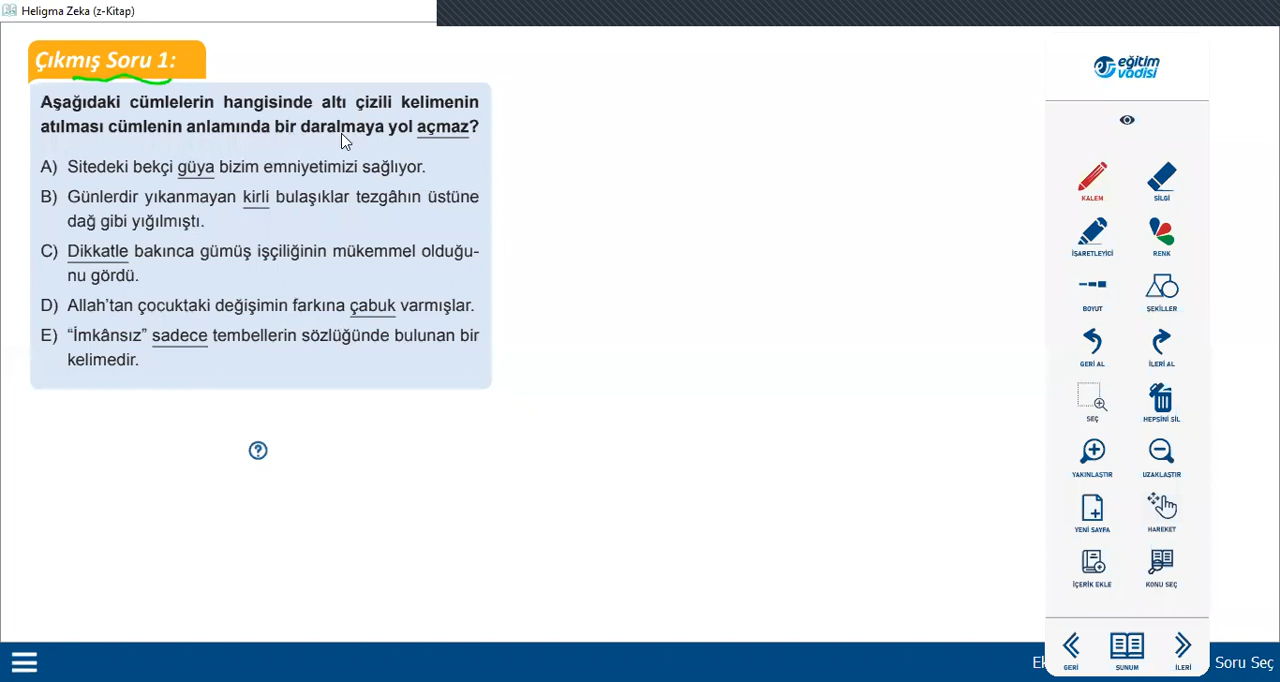 Heligma Zeka (z-Kitap)
Çıkmış Soru 1:
Aşağıdaki cümlelerin hangisinde altı çizili kelimenin
atılması cümlenin anlamında bir daralmaya yol açmaz?
A) Sitedeki bekçi güya bizim emniyetimizi sağlıyor.
B) Günlerdir yıkanmayan kirli bulaşıklar tezgâhın üstüne
dağ gibi yığılmıştı.
C) Dikkatle bakınca gümüş işçiliğinin mükemmel olduğu-
nu gördü.
D) Allah’tan çocuktaki değişimin farkına çabuk varmışlar.
E) “İmkânsız” sadece tembellerin sözlüğünde bulunan bir
kelimedir.
?
eğitim
vadisi
KALEM SİLGİ
İŞARETLEYİCİ RENK
BOYUT ŞEKİLLER
GERİ AL İLERİ AL
SEÇ HEPSİNİ SİL
YAKINLAŞTIR UZAKLAŞTIR
YENİ SAYFA HAREKET
İÇERİK EKLE KONU SEÇ
GERİ SUNUM İLERİ
Ek Soru Seç